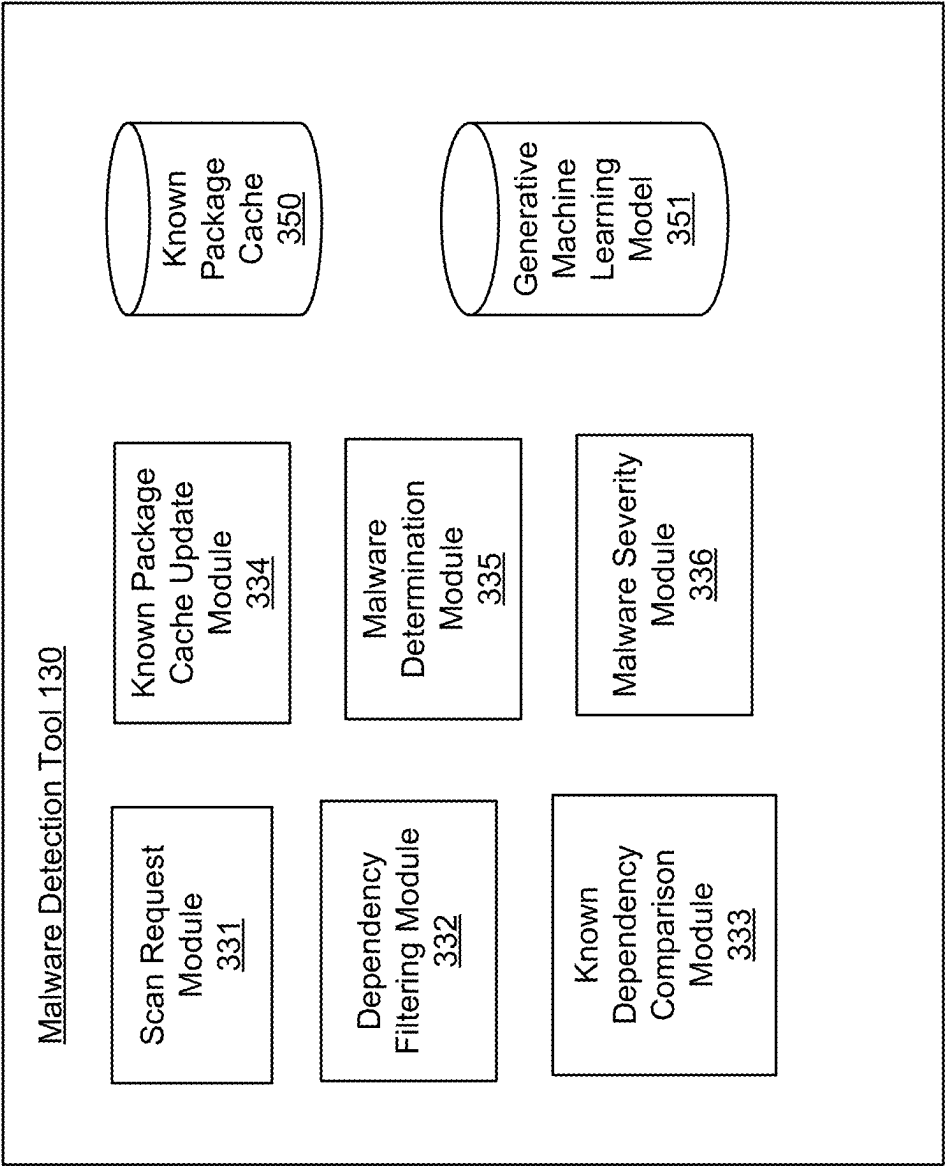 Malware Detection Tool 130
Scan Request
Module
331
Dependency
Filtering Module
332
Known
Dependency
Comparison
Module
333
Known Package
Cache Update
Module
334
Malware
Determination
Module
335
Malware Severity
Module
336
Known
Package
Cache
350
Generative
Machine
Learning
Model
351